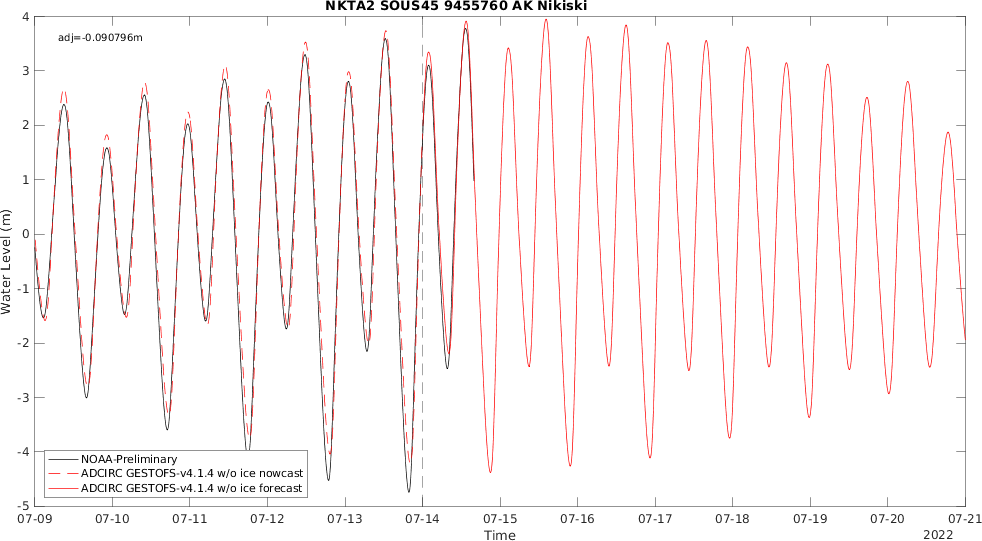 NKTA2 SOUS45 9455760 AK Nikiski
adj=-0.090796m
4
3
2
1
0
-1
-2
-3
-4
-5
Water Level (m)
NOAA-Preliminary
ADCIRC GESTOFS-v4.1.4 w/o ice nowcast
ADCIRC GESTOFS-v4.1.4 w/o ice forecast
07-09 07-10 07-11 07-12 07-13 07-14 07-15 07-16 07-17 07-18 07-19 07-20 07-21
Time
2022